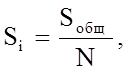 Sᵢ = Sобщ / N ,